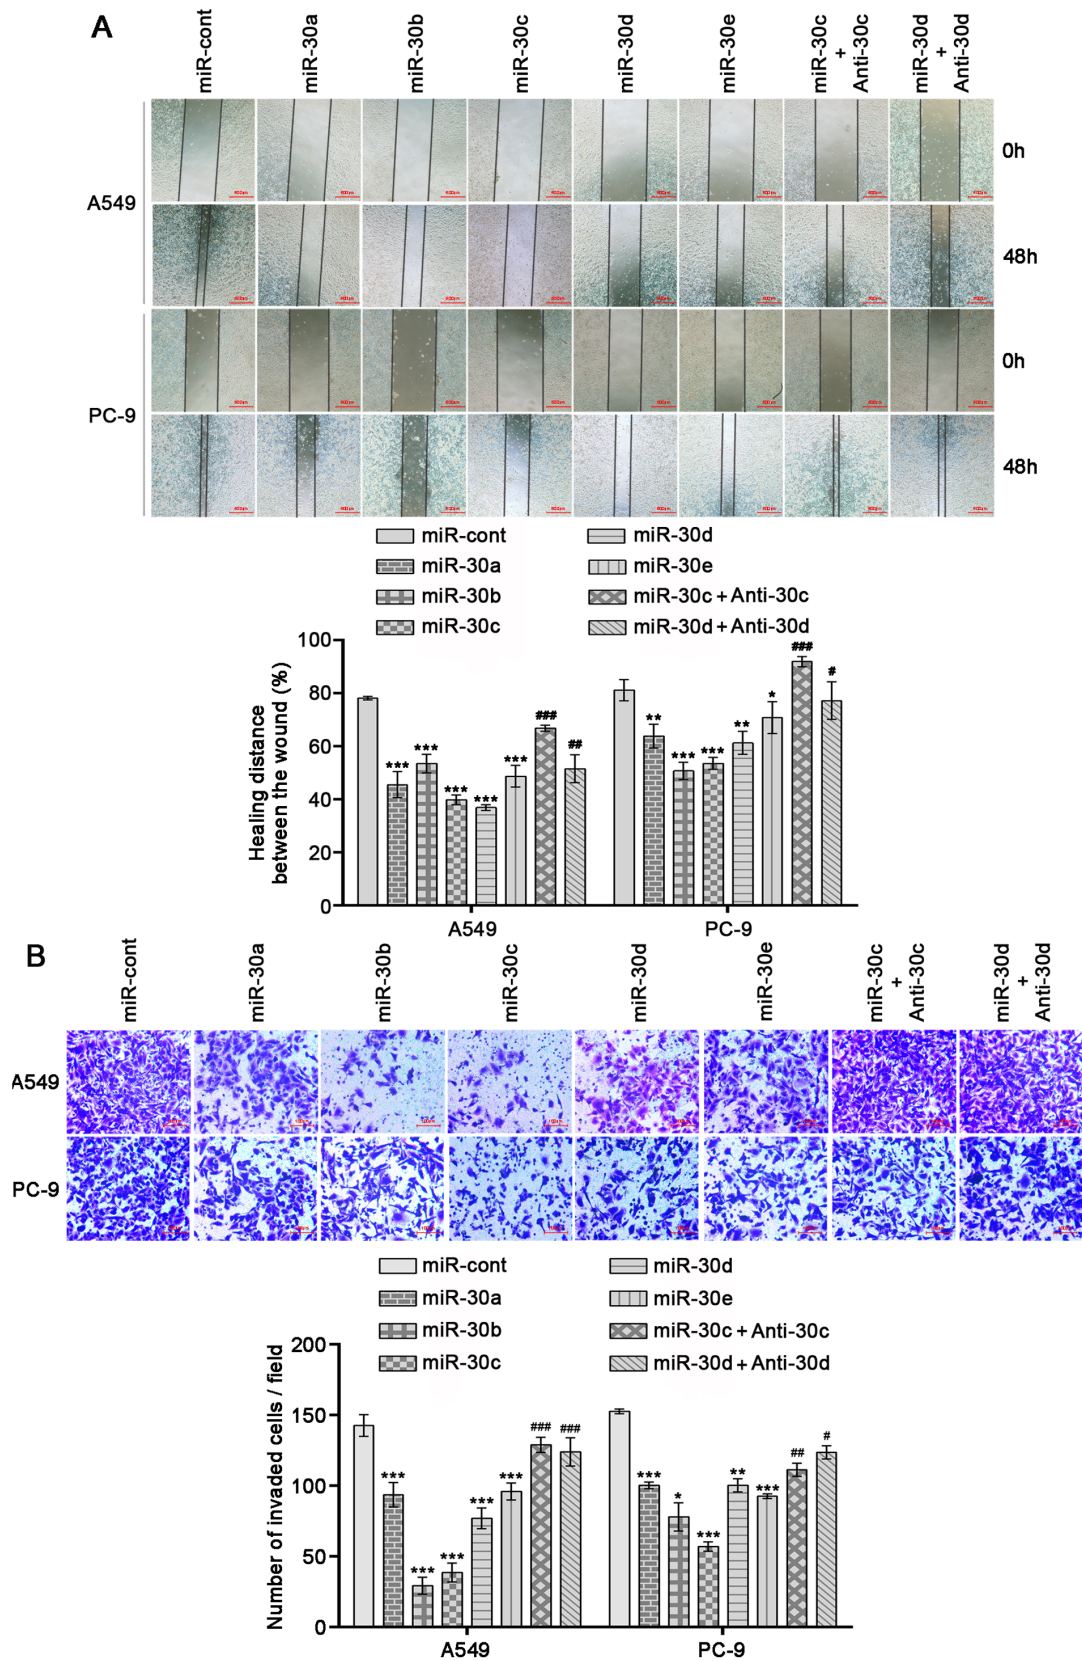 A
miR-cont
miR-30a
miR-30b
miR-30c
miR-30d
miR-30e
miR-30c + Anti-30c
miR-30d + Anti-30d
A549
0h
48h
PC-9
0h
48h
miR-cont
miR-30a
miR-30b
miR-30c
miR-30d
miR-30e
miR-30c + Anti-30c
miR-30d + Anti-30d
Healing distance
between the wound (%)
100
80
60
40
20
0
***
***
***
***
***
###
##
**
***
***
**
*
###
#
A549
PC-9
B
miR-cont
miR-30a
miR-30b
miR-30c
miR-30d
miR-30e
miR-30c + Anti-30c
miR-30d + Anti-30d
A549
PC-9
miR-cont
miR-30a
miR-30b
miR-30c
miR-30d
miR-30e
miR-30c + Anti-30c
miR-30d + Anti-30d
Number of invaded cells / field
200
150
100
50
0
***
***
***
***
***
###
###
***
*
***
**
***
##
#
A549
PC-9